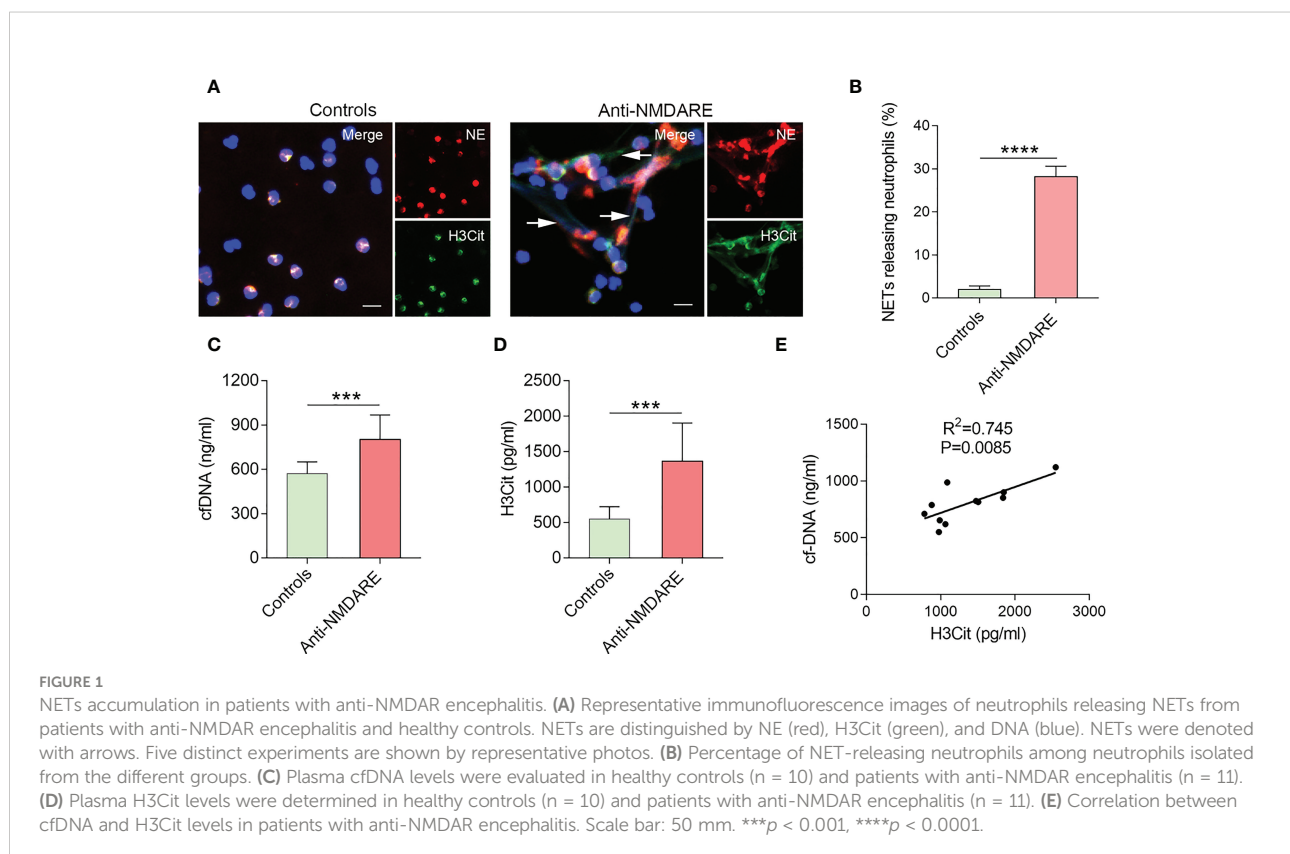 A
Controls
Merge
NE
H3Cit
Anti-NMDARE
Merge
NE
H3Cit
B
NETs releasing neutrophils (%)
40
30
20
10
0
****
Controls
Anti-NMDARE
C
cfDNA (ng/ml)
1200
900
600
300
0
***
Controls
Anti-NMDARE
D
H3Cit (pg/ml)
2500
2000
1500
1000
500
0
***
Controls
Anti-NMDARE
E
R²=0.745
P=0.0085
cf-DNA (ng/ml)
1500
1000
500
0
0 1000 2000 3000
H3Cit (pg/ml)
FIGURE 1
NETs accumulation in patients with anti-NMDAR encephalitis. (A) Representative immunofluorescence images of neutrophils releasing NETs from
patients with anti-NMDAR encephalitis and healthy controls. NETs are distinguished by NE (red), H3Cit (green), and DNA (blue). NETs were denoted
with arrows. Five distinct experiments are shown by representative photos. (B) Percentage of NET-releasing neutrophils among neutrophils isolated
from the different groups. (C) Plasma cfDNA levels were evaluated in healthy controls (n = 10) and patients with anti-NMDAR encephalitis (n = 11).
(D) Plasma H3Cit levels were determined in healthy controls (n = 10) and patients with anti-NMDAR encephalitis (n = 11). (E) Correlation between
cfDNA and H3Cit levels in patients with anti-NMDAR encephalitis. Scale bar: 50 mm. ***p < 0.001, ****p < 0.0001.